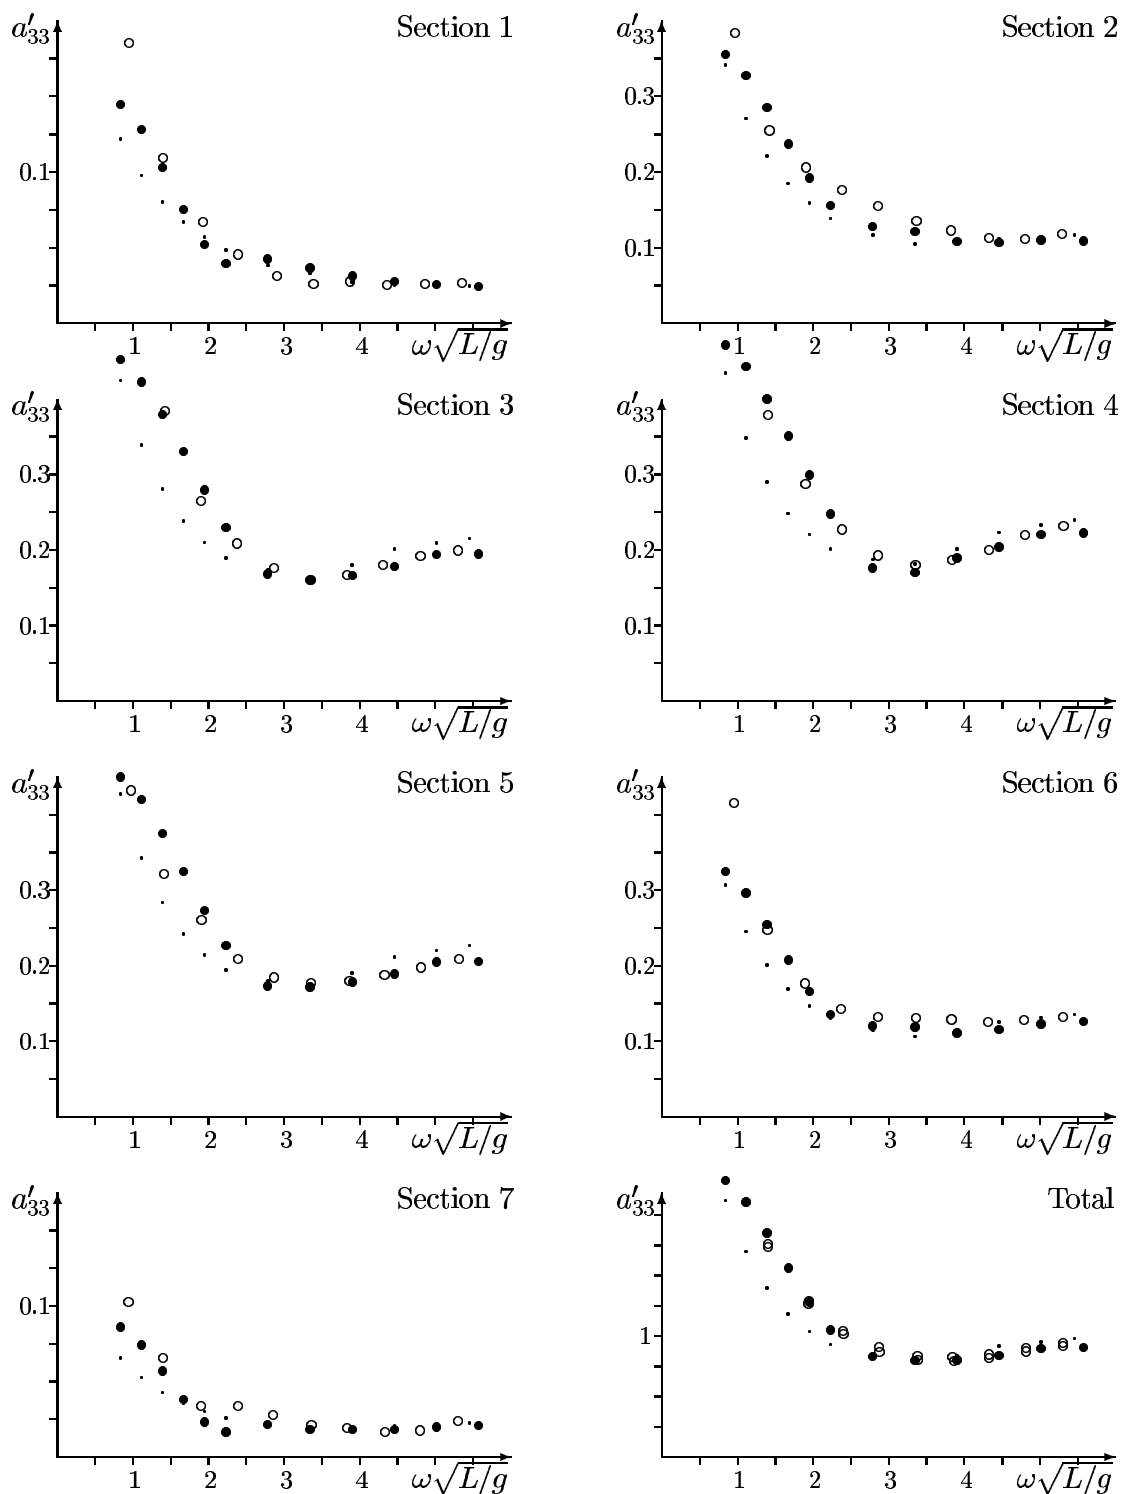 a′₃₃ Section 1
0.1
1 2 3 4 ω√L/g
a′₃₃ Section 2
0.3
0.2
0.1
1 2 3 4 ω√L/g
a′₃₃ Section 3
0.3
0.2
0.1
1 2 3 4 ω√L/g
a′₃₃ Section 4
0.3
0.2
0.1
1 2 3 4 ω√L/g
a′₃₃ Section 5
0.3
0.2
0.1
1 2 3 4 ω√L/g
a′₃₃ Section 6
0.3
0.2
0.1
1 2 3 4 ω√L/g
a′₃₃ Section 7
0.1
1 2 3 4 ω√L/g
a′₃₃ Total
1
1 2 3 4 ω√L/g